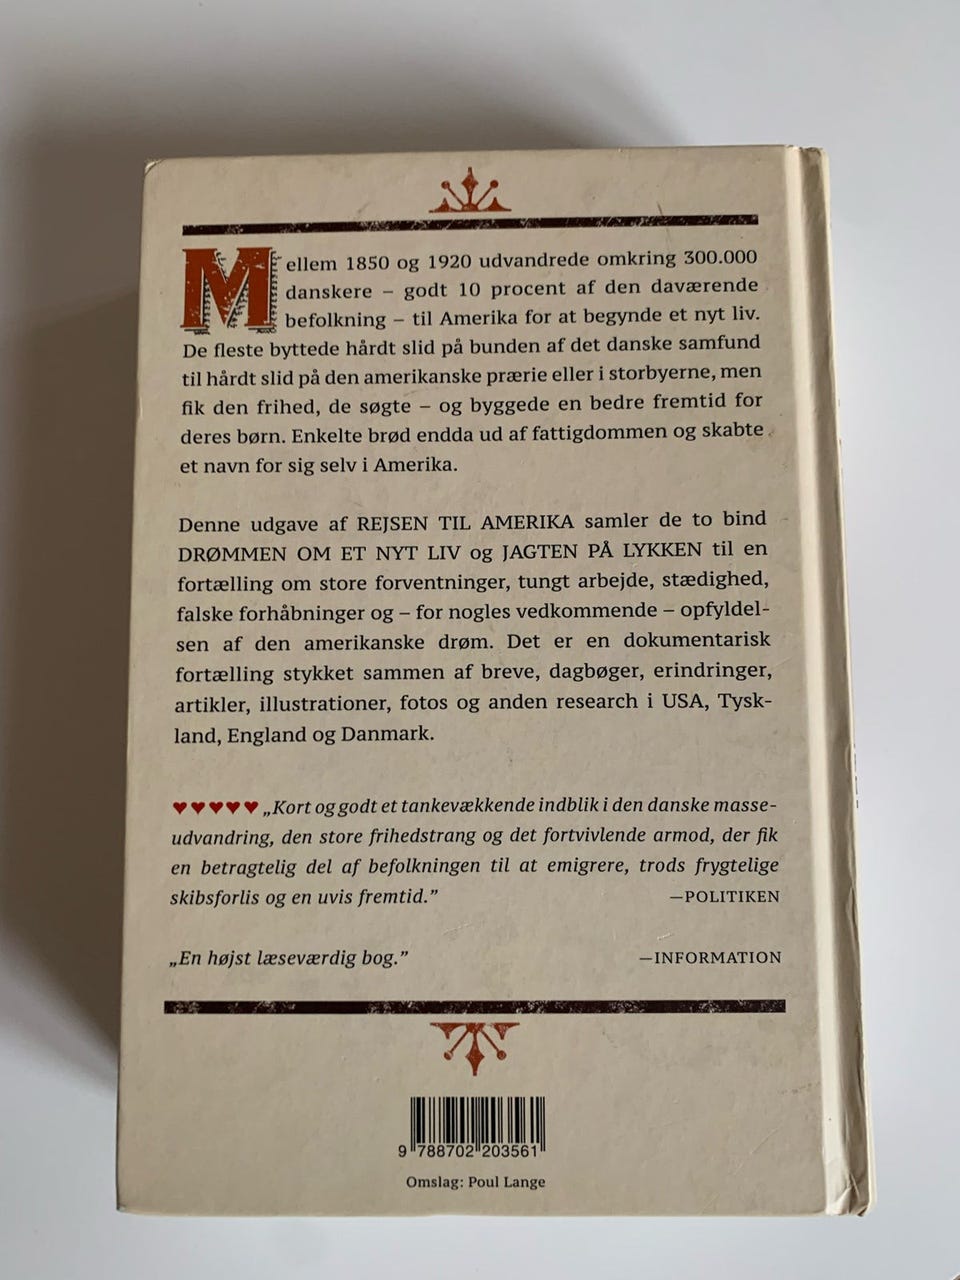 Mellem 1850 og 1920 udvandrede omkring 300.000
danskere – godt 10 procent af den daværende
befolkning – til Amerika for at begynde et nyt liv.
De fleste byttede hårdt slid på bunden af det danske samfund
til hårdt slid på den amerikanske prærie eller i storbyerne, men
fik den frihed, de søgte – og byggede en bedre fremtid for
deres børn. Enkelte brød endda ud af fattigdommen og skabte
et navn for sig selv i Amerika.
Denne udgave af REJSEN TIL AMERIKA samler de to bind
DRØMMEN OM ET NYT LIV og JAGTEN PÅ LYKKEN til en
fortælling om store forventninger, tungt arbejde, stædighed,
falske forhåbninger og – for nogles vedkommende – opfyldel-
sen af den amerikanske drøm. Det er en dokumentarisk
fortælling stykket sammen af breve, dagbøger, erindringer,
artikler, illustrationer, fotos og anden research i USA, Tysk-
land, England og Danmark.
♥♥♥♥♥ „Kort og godt et tankevækkende indblik i den danske masse-
udvandring, den store frihedstrang og det fortvivlende armod, der fik
en betragtelig del af befolkningen til at emigrere, trods frygtelige
skibsforlis og en uvis fremtid.” —POLITIKEN
„En højst læseværdig bog.” —INFORMATION
9 788702 203561
Omslag: Poul Lange